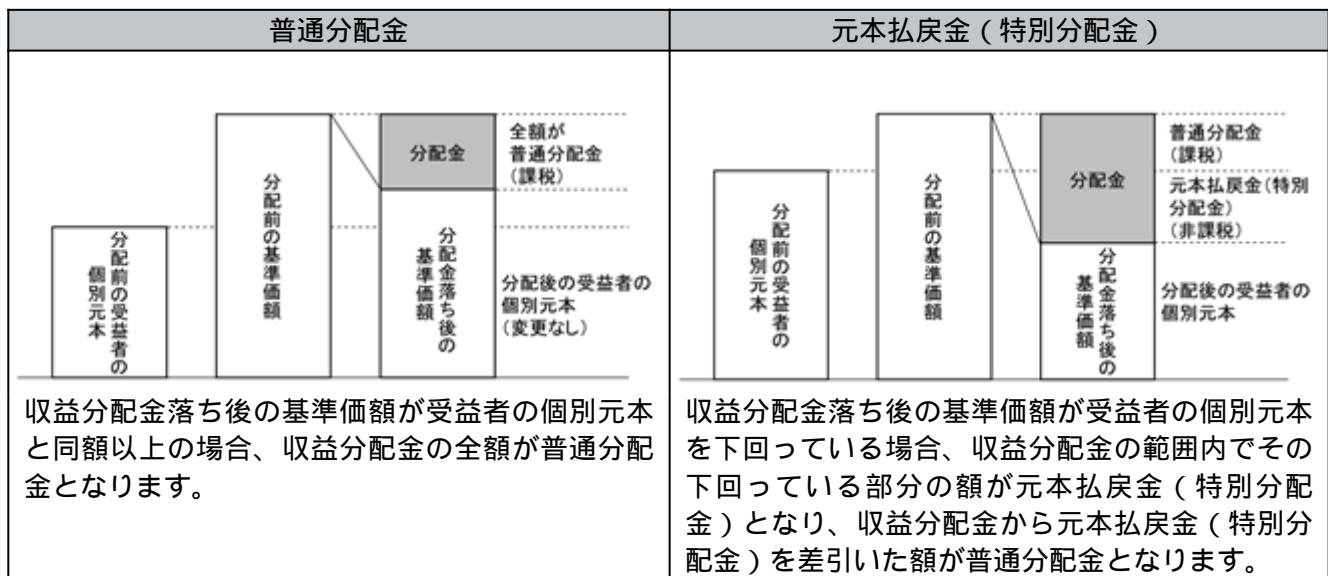 普通分配金
分配前の受益者の
個別元本
分配前の基準価額
分配金
分配金落ち後の
基準価額
全額が
普通分配金
(課税)
分配後の受益者の
個別元本
(変更なし)
収益分配金落ち後の基準価額が受益者の個別元本
と同額以上の場合、収益分配金の全額が普通分配
金となります。
元本払戻金(特別分配金)
分配前の受益者の
個別元本
分配前の基準価額
分配金
分配金落ち後の
基準価額
普通分配金
(課税)
元本払戻金(特別
分配金)
(非課税)
分配後の受益者の
個別元本
収益分配金落ち後の基準価額が受益者の個別元本
を下回っている場合、収益分配金の範囲内でその
下回っている部分の額が元本払戻金(特別分配
金)となり、収益分配金から元本払戻金(特別分
配金)を差引いた額が普通分配金となります。